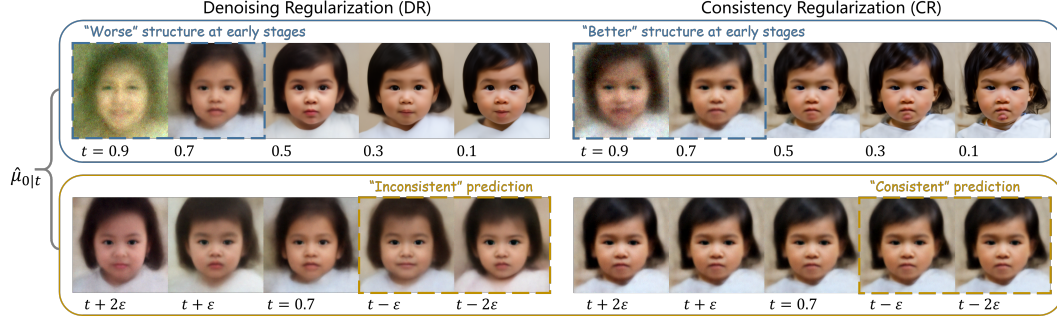 Denoising Regularization (DR)
Consistency Regularization (CR)
"Worse" structure at early stages
"Better" structure at early stages
t = 0.9 0.7 0.5 0.3 0.1
t = 0.9 0.7 0.5 0.3 0.1
μ̂₀|ₜ
"Inconsistent" prediction
"Consistent" prediction
t + 2ε t + ε t = 0.7 t − ε t − 2ε
t + 2ε t + ε t = 0.7 t − ε t − 2ε